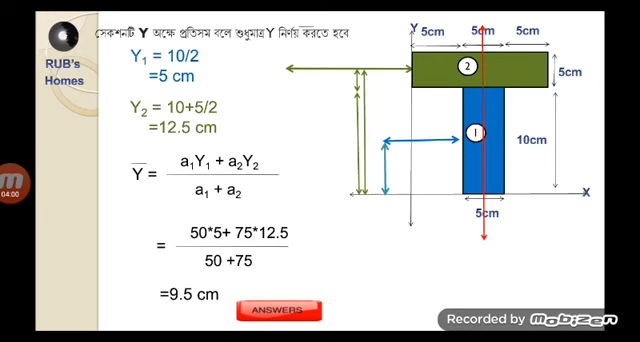 সেকশনটি Y অক্ষে প্রতিসম বলে শুধুমাত্র Y নির্ণয় করতে হবে
RUB's
Homes
Y1 = 10/2
=5 cm
Y2 = 10+5/2
=12.5 cm
Y = a1Y1 + a2Y2
a1 + a2
= 50*5+ 75*12.5
50 +75
=9.5 cm
ANSWERS
Y
5cm
5cm
5cm
2
5cm
1
10cm
X
5cm
04:00
Recorded by Mobizen